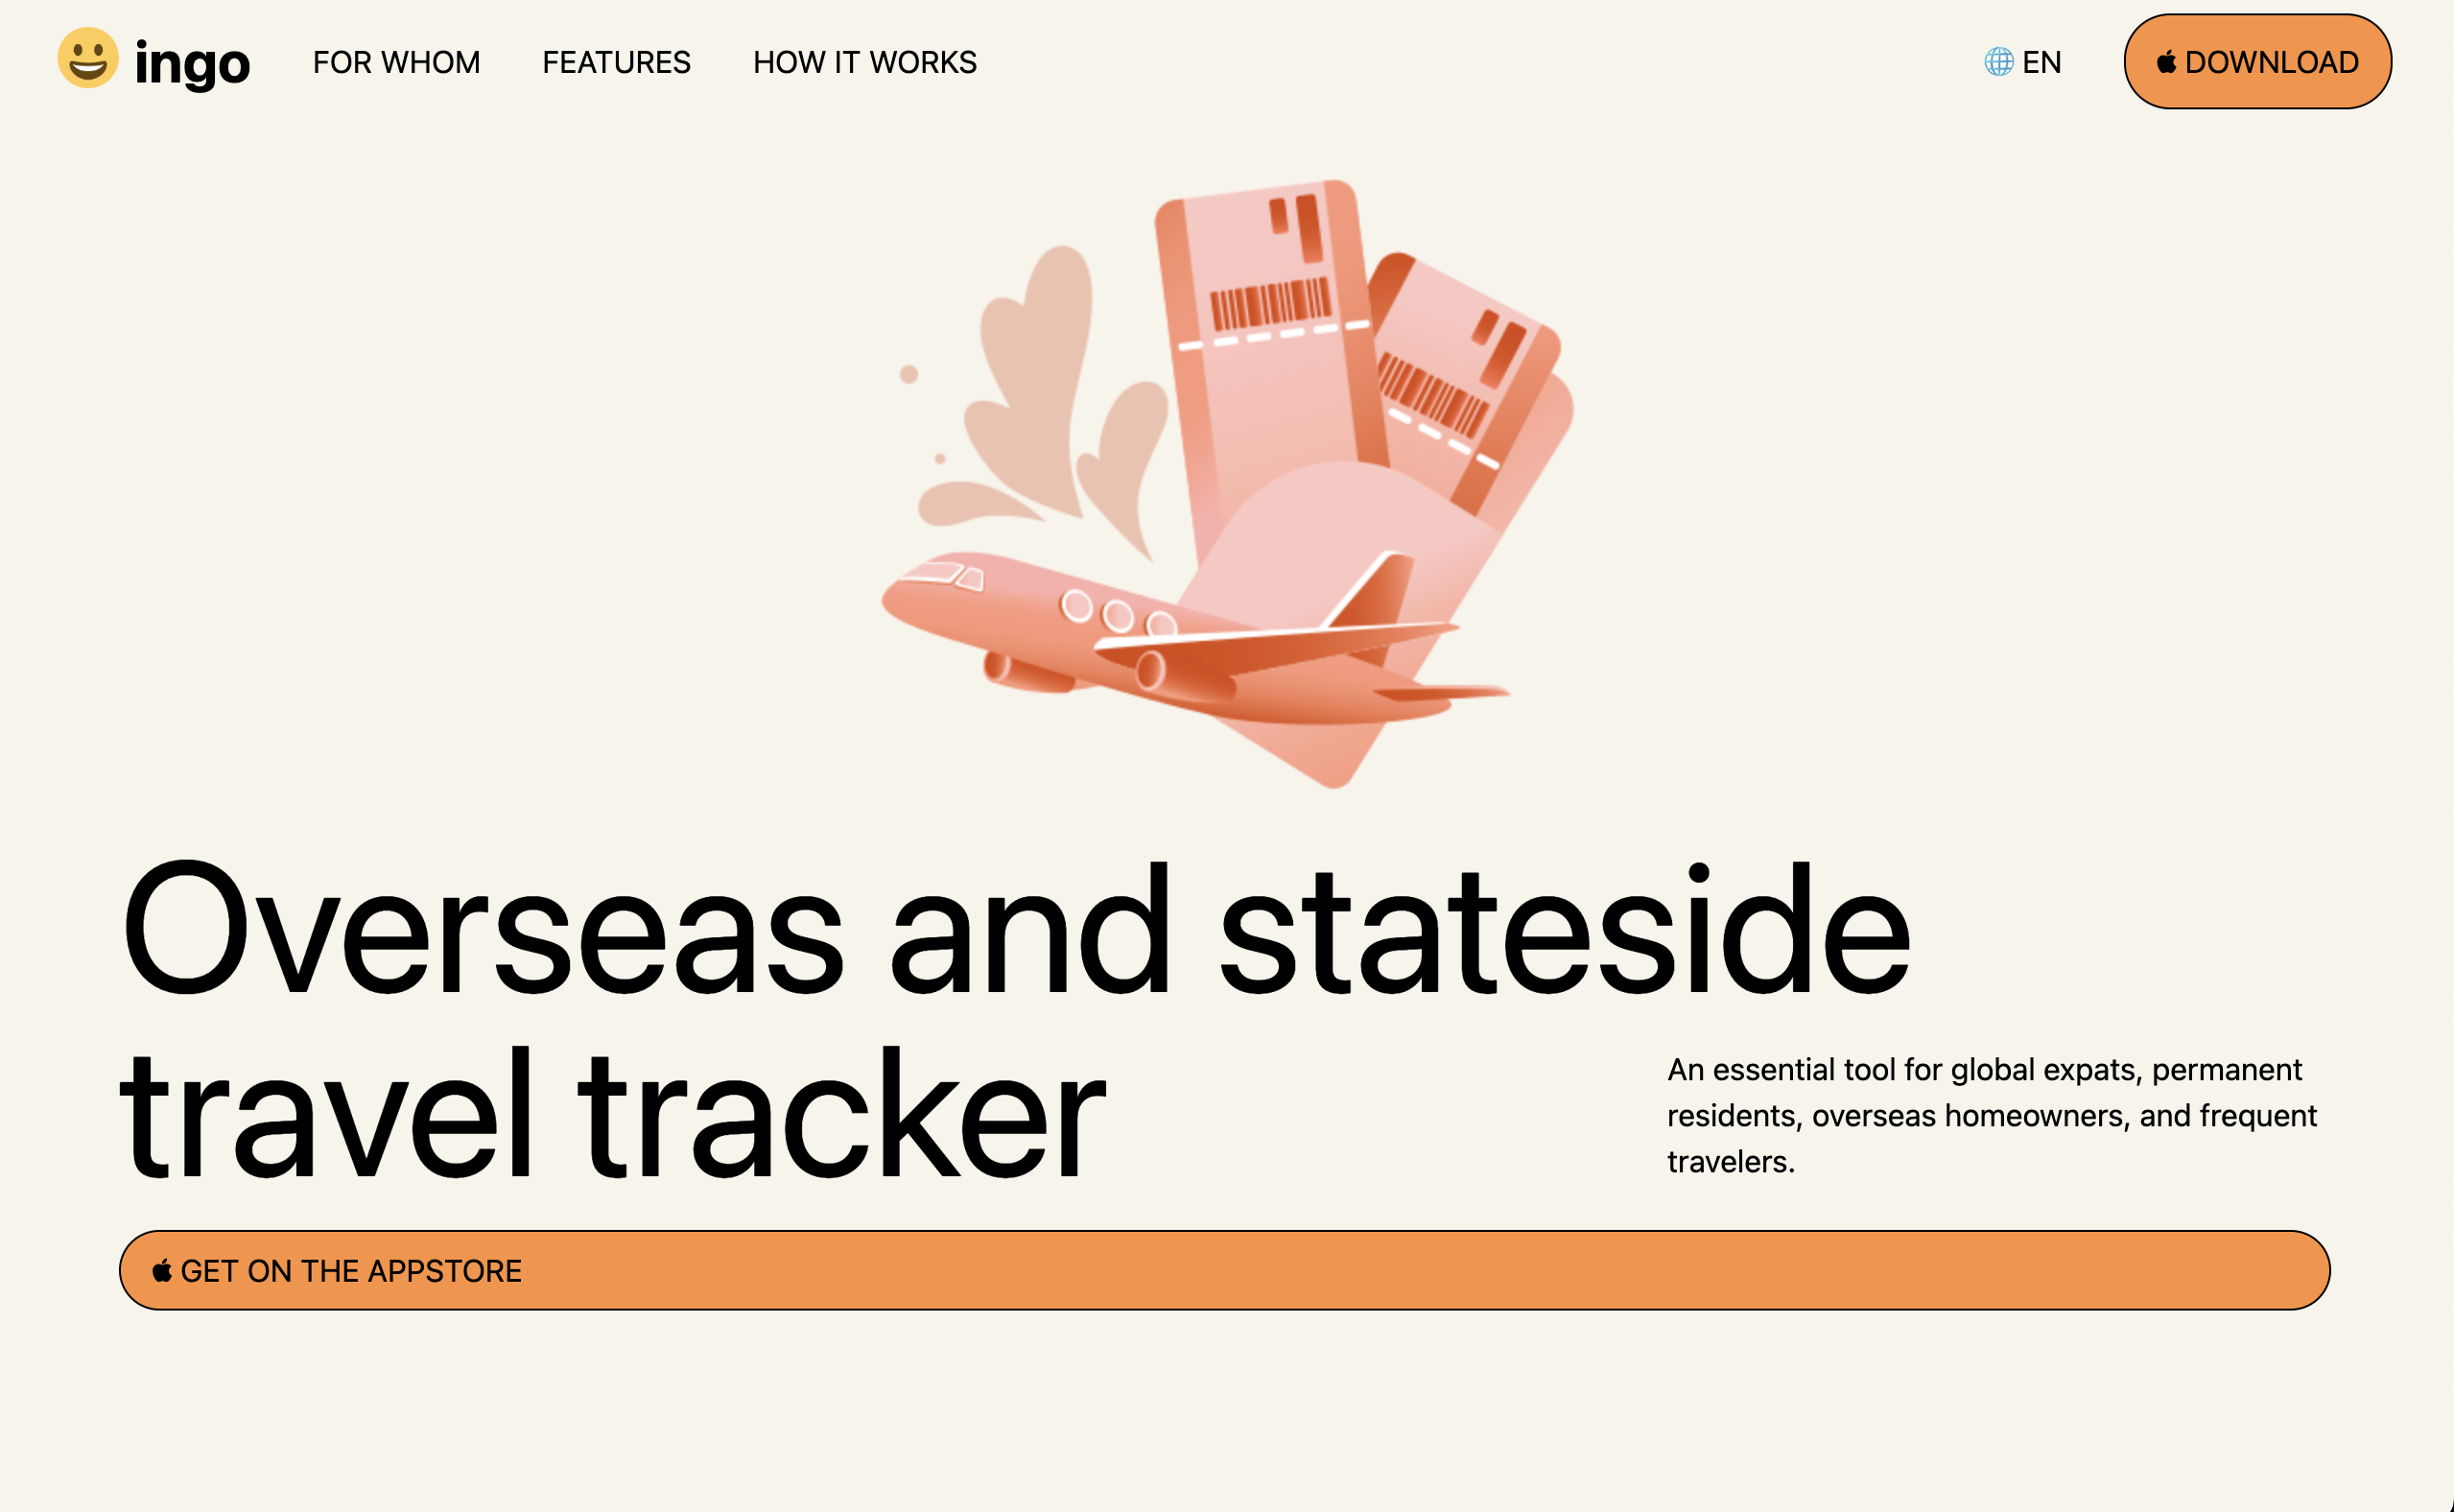 ingo
FOR WHOM
FEATURES
HOW IT WORKS
EN
DOWNLOAD
Overseas and stateside
travel tracker
An essential tool for global expats, permanent
residents, overseas homeowners, and frequent
travelers.
GET ON THE APPSTORE